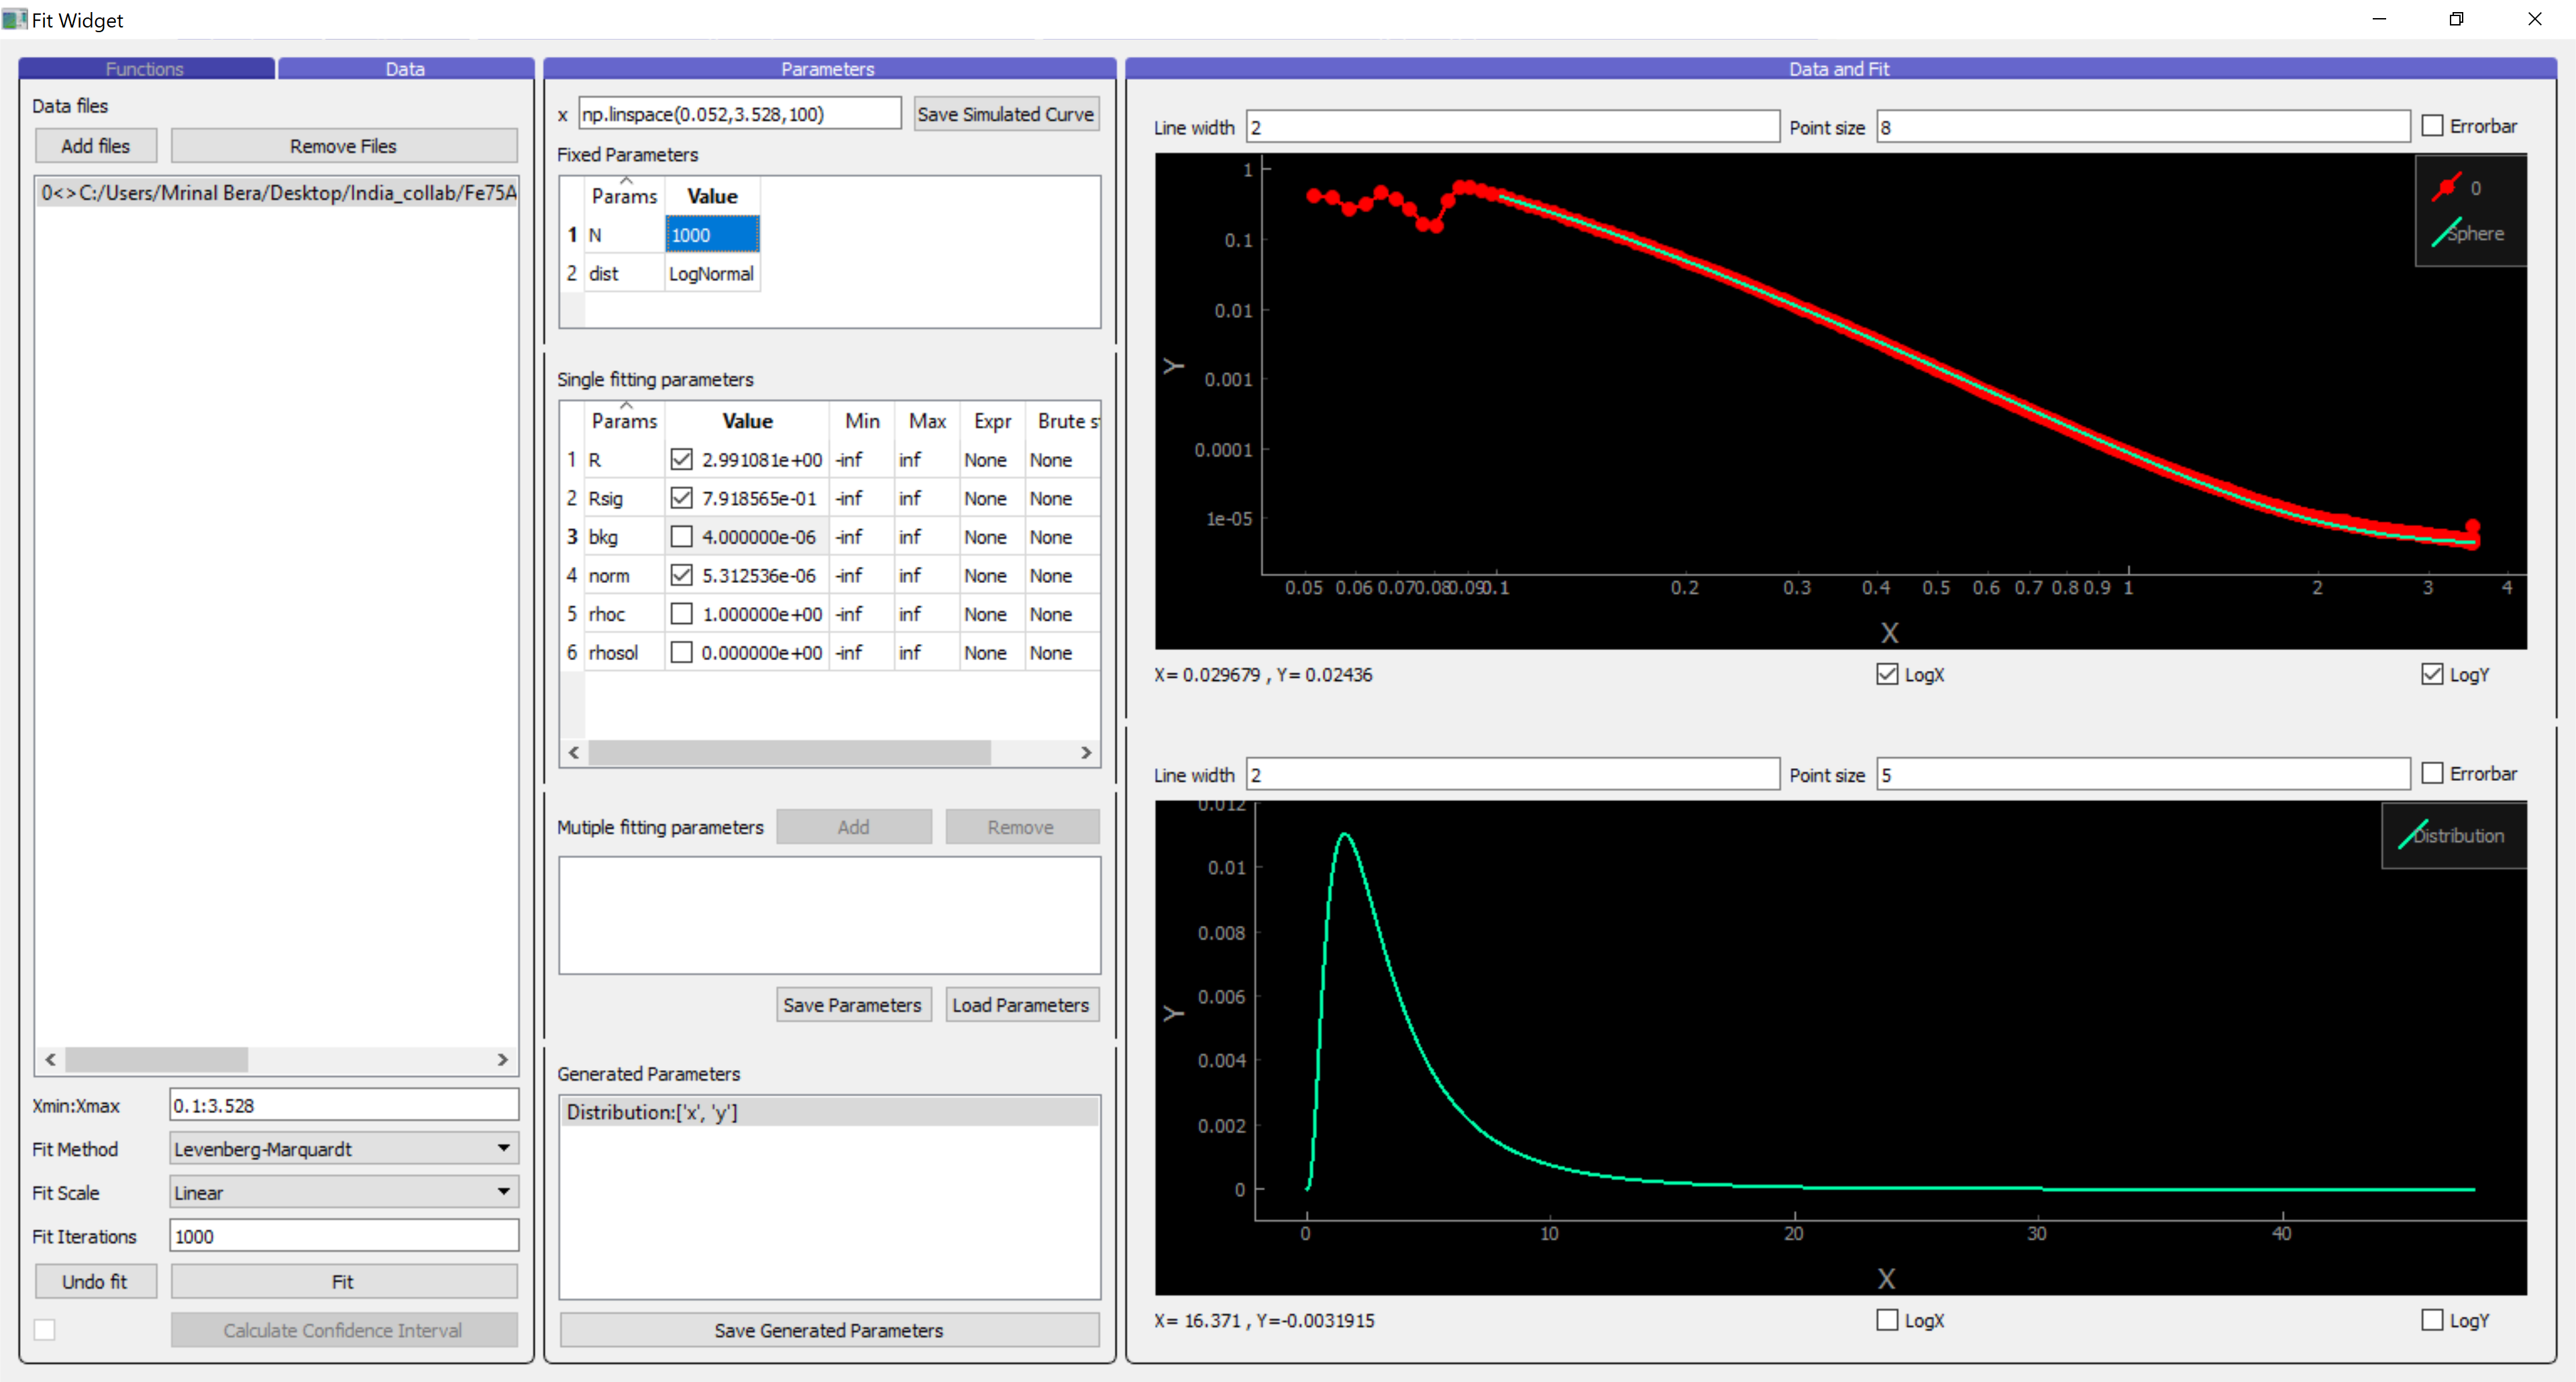 Fit Widget
Functions
Data
Data files
Add files
Remove Files
0<>C:/Users/Mrinal Bera/Desktop/India_collab/Fe75A
Xmin:Xmax 0.1:3.528
Fit Method Levenberg-Marquardt
Fit Scale Linear
Fit Iterations 1000
Undo fit
Fit
Calculate Confidence Interval
Parameters
x np.linspace(0.052,3.528,100) Save Simulated Curve
Fixed Parameters
Params Value
1 N 1000
2 dist LogNormal
Single fitting parameters
Params Value Min Max Expr Brute s
1 R 2.991081e+00 -inf inf None None
2 Rsig 7.918565e-01 -inf inf None None
3 bkg 4.000000e-06 -inf inf None None
4 norm 5.312536e-06 -inf inf None None
5 rhoc 1.000000e+00 -inf inf None None
6 rhosol 0.000000e+00 -inf inf None None
Mutiple fitting parameters Add Remove
Save Parameters Load Parameters
Generated Parameters
Distribution:['x', 'y']
Save Generated Parameters
Data and Fit
Line width 2 Point size 8 Errorbar
0
Sphere
1
0.1
0.01
0.001
0.0001
1e-05
Y
0.05 0.06 0.07 0.08 0.09 0.1 0.2 0.3 0.4 0.5 0.6 0.7 0.8 0.9 1 2 3 4
X
X= 0.029679 , Y= 0.02436 LogX LogY
Line width 2 Point size 5 Errorbar
Distribution
0.012
0.01
0.008
0.006
0.004
0.002
0
Y
0 10 20 30 40
X
X= 16.371 , Y=-0.0031915 LogX LogY